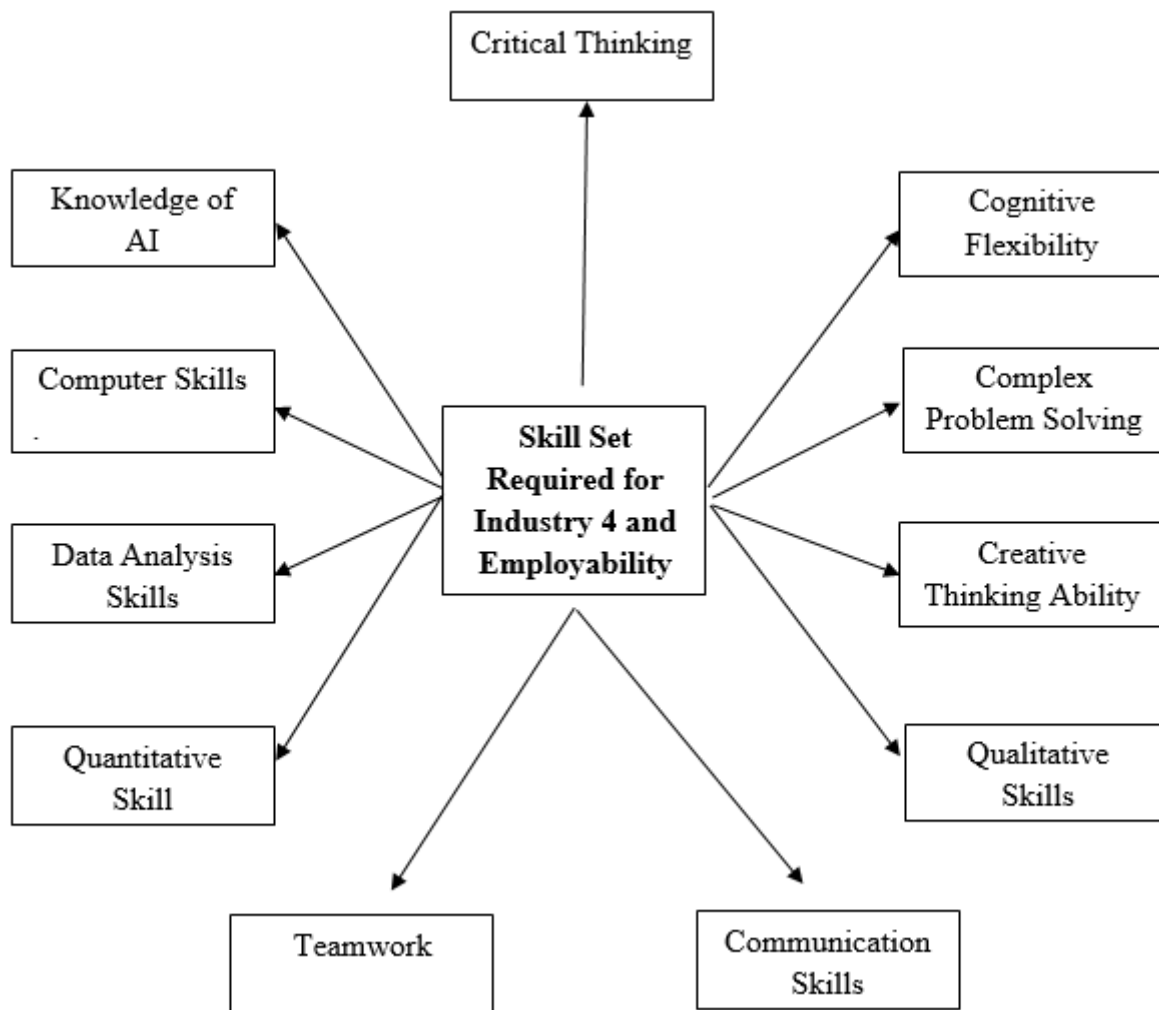 Critical Thinking
Knowledge of
AI
Cognitive
Flexibility
Computer Skills
.
Complex
Problem Solving
Skill Set
Required for
Industry 4 and
Employability
Data Analysis
Skills
Creative
Thinking Ability
Quantitative
Skill
Qualitative
Skills
Teamwork
Communication
Skills